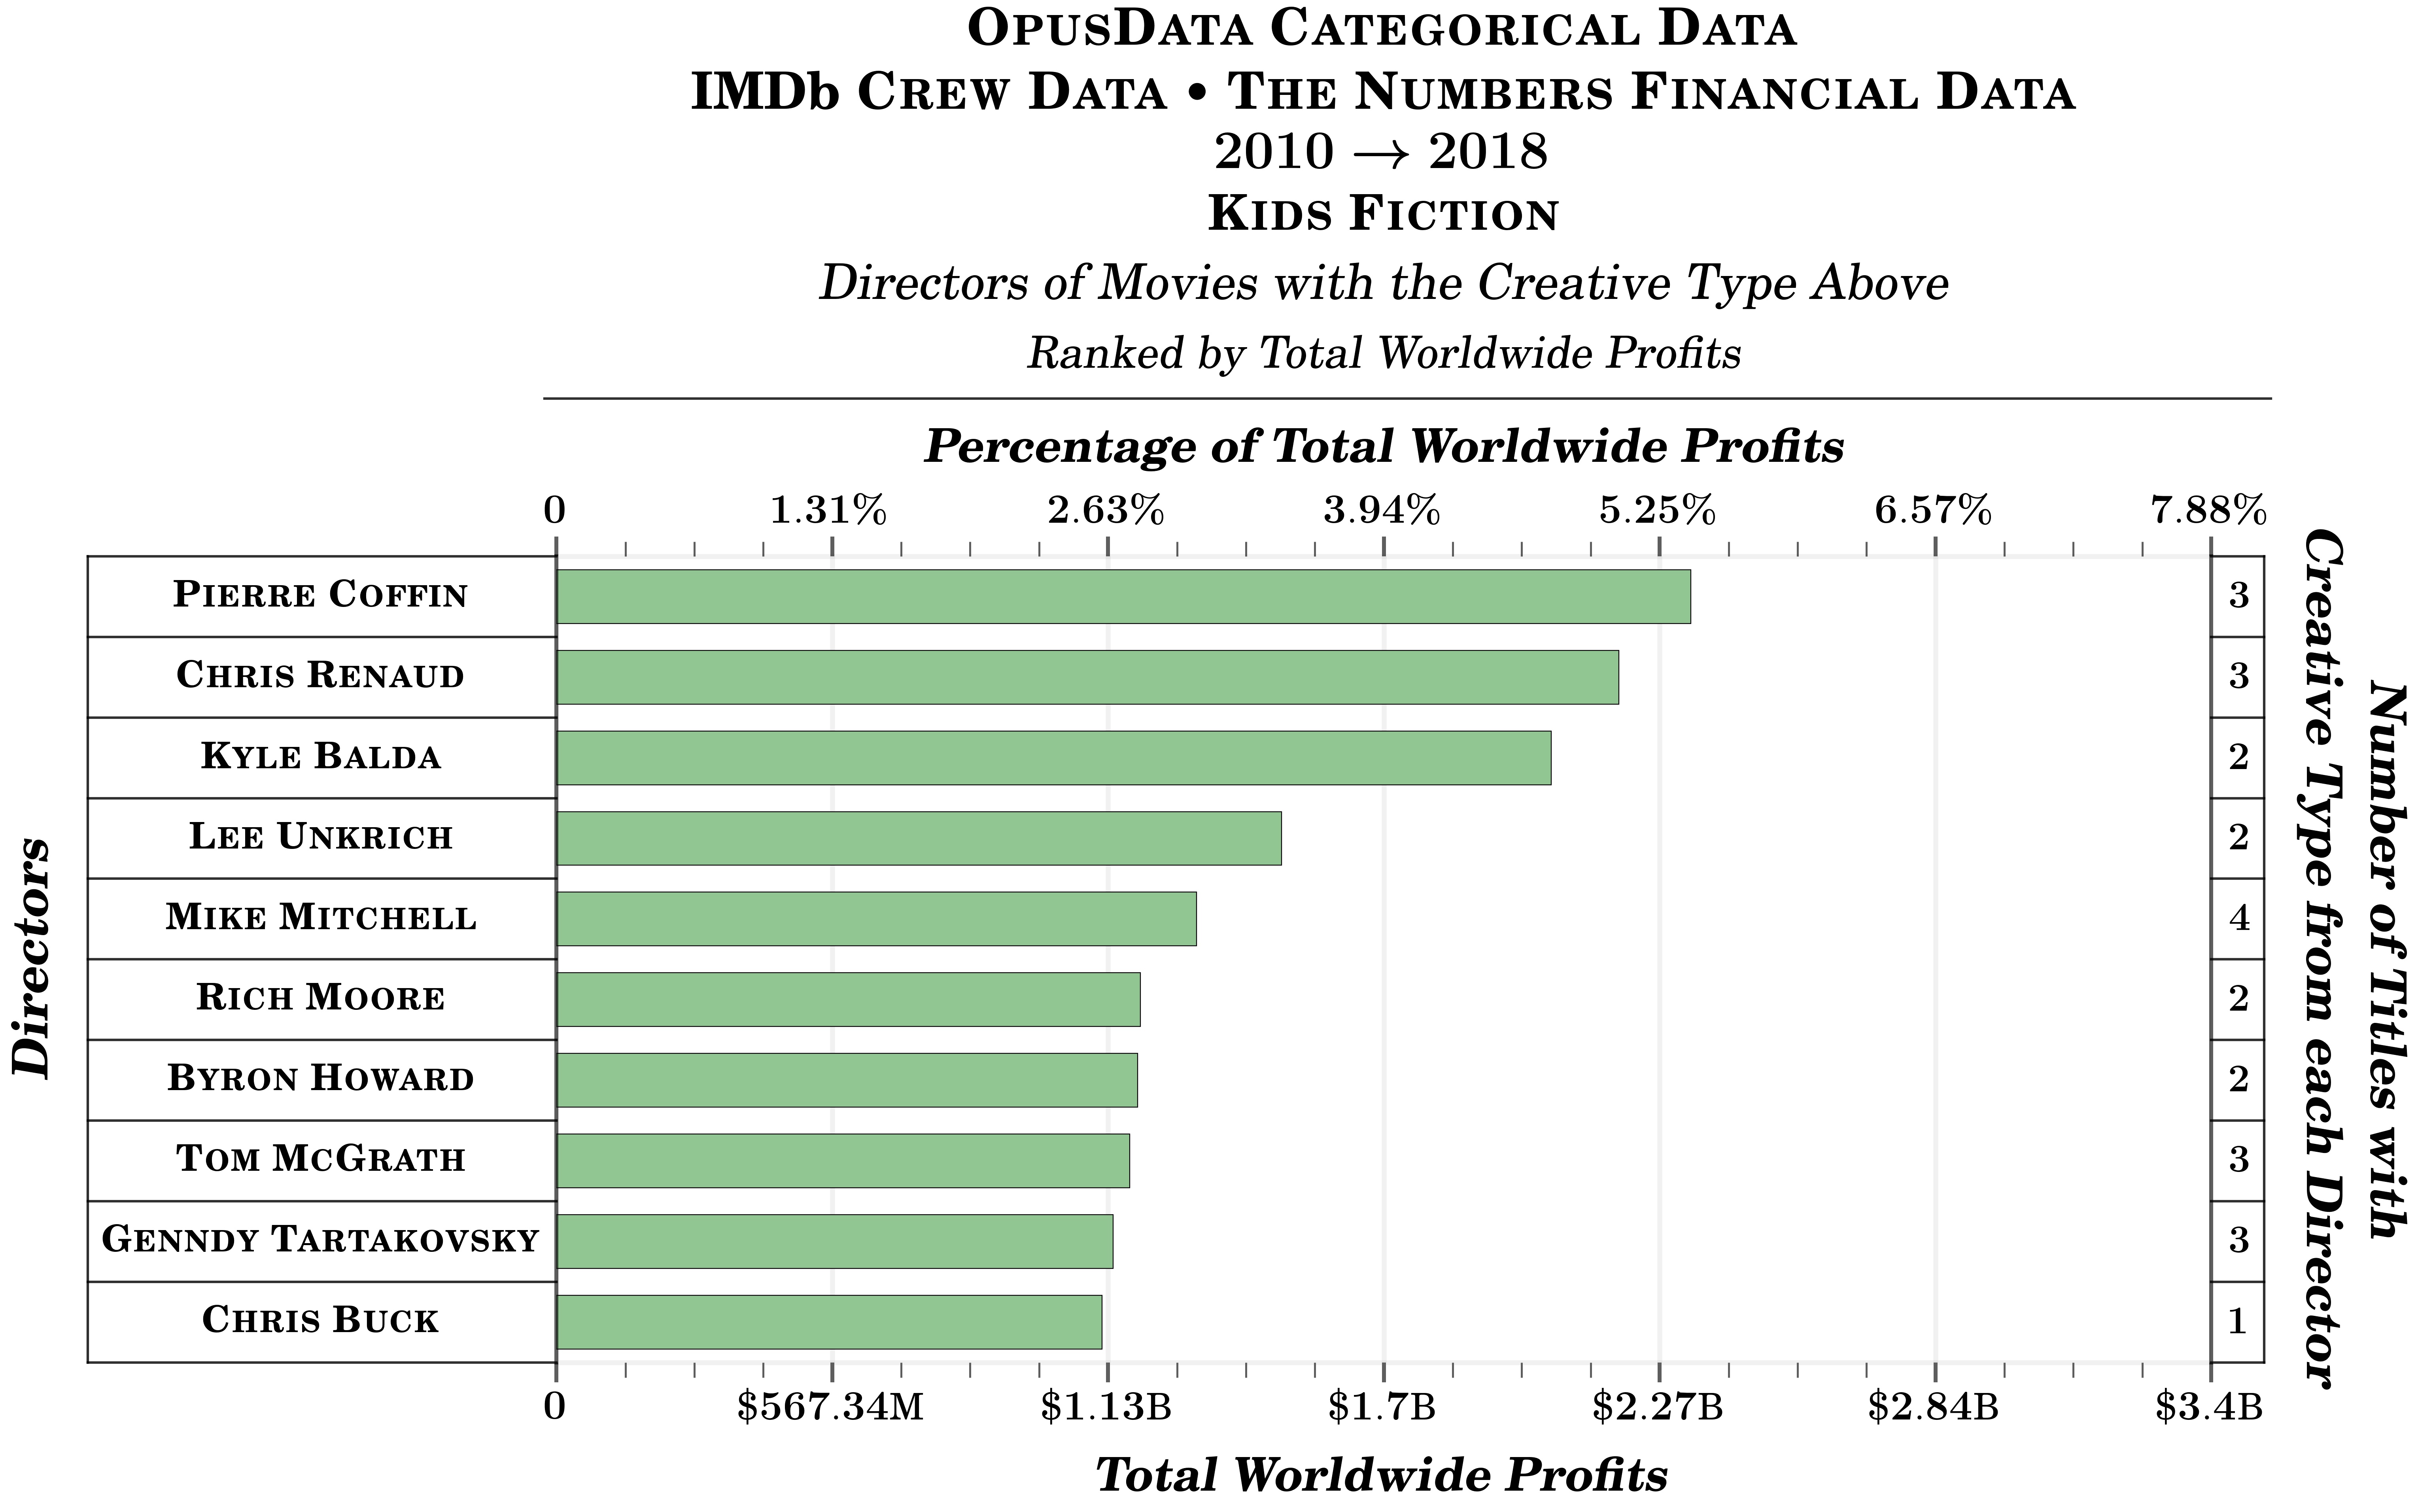 OpusData Categorical Data
IMDb Crew Data • The Numbers Financial Data
2010 → 2018
Kids Fiction
Directors of Movies with the Creative Type Above
Ranked by Total Worldwide Profits
Percentage of Total Worldwide Profits
0 1.31% 2.63% 3.94% 5.25% 6.57% 7.88%
Directors
Pierre Coffin 3
Chris Renaud 3
Kyle Balda 2
Lee Unkrich 2
Mike Mitchell 4
Rich Moore 2
Byron Howard 2
Tom McGrath 3
Genndy Tartakovsky 3
Chris Buck 1
Number of Titles with
Creative Type from each Director
0 $567.34M $1.13B $1.7B $2.27B $2.84B $3.4B
Total Worldwide Profits